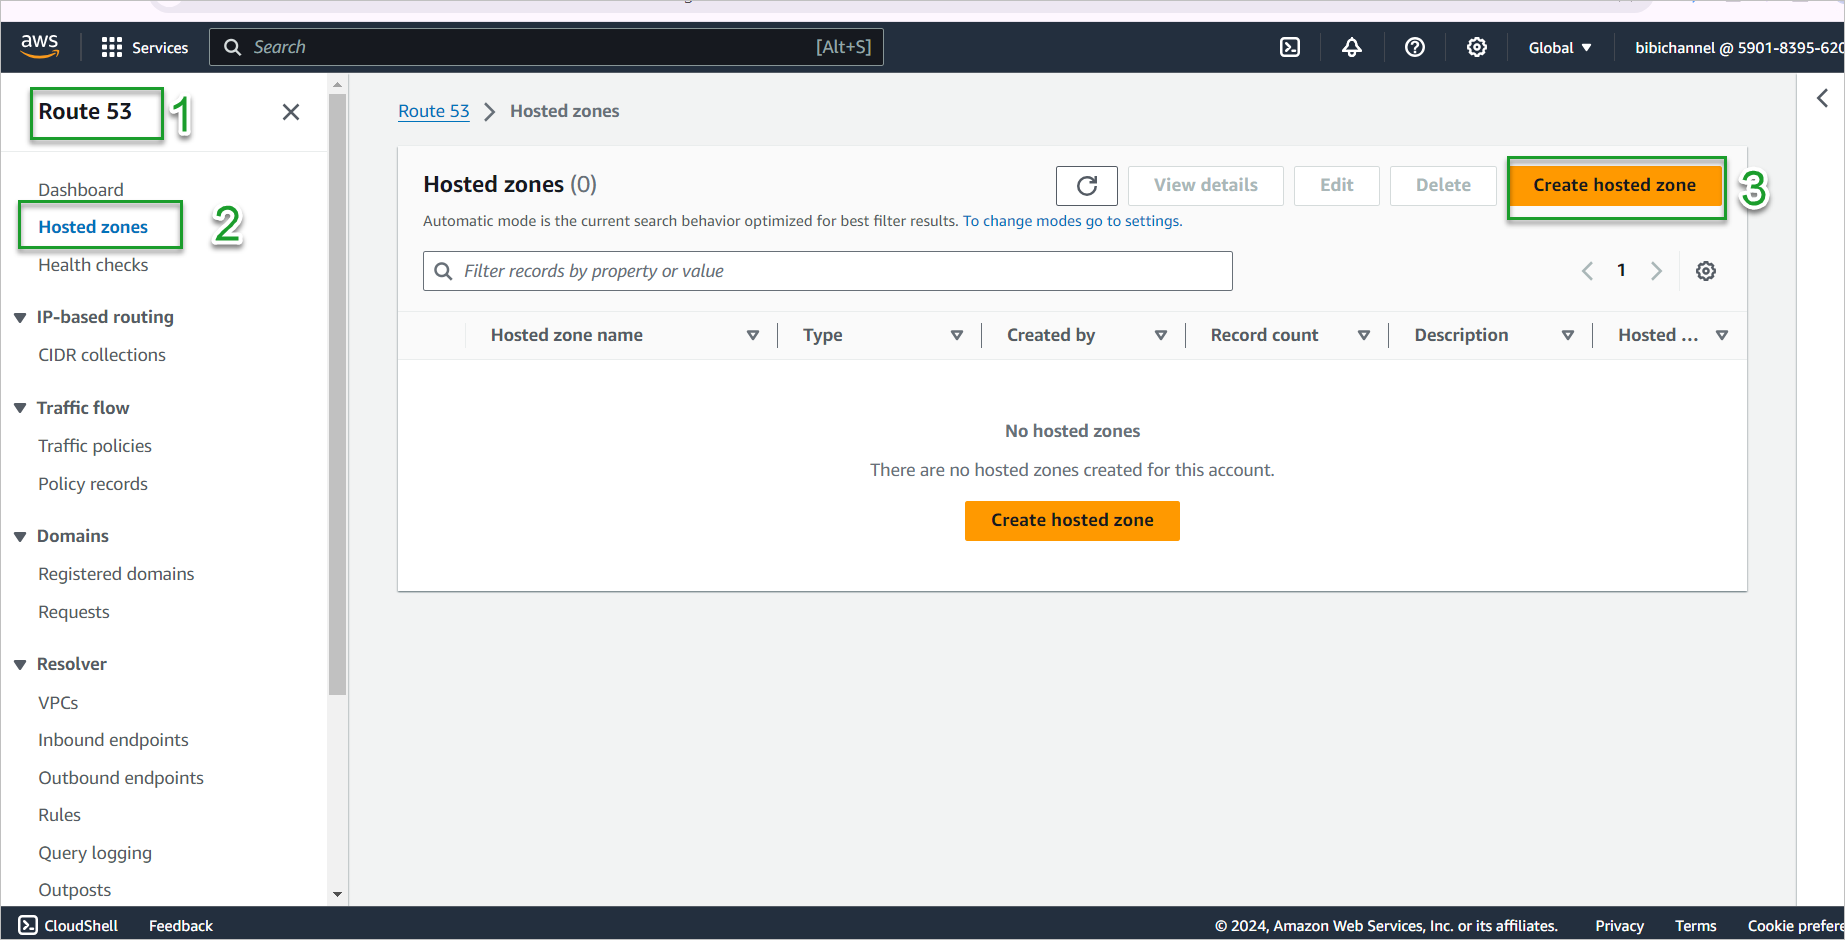 aws
Services
Search [Alt+S]
Global
bibichannel @ 5901-8395-620
Route 53 1
Dashboard
Hosted zones 2
Health checks
IP-based routing
CIDR collections
Traffic flow
Traffic policies
Policy records
Domains
Registered domains
Requests
Resolver
VPCs
Inbound endpoints
Outbound endpoints
Rules
Query logging
Outposts
Route 53 Hosted zones
Hosted zones (0)
View details
Edit
Delete
Create hosted zone 3
Automatic mode is the current search behavior optimized for best filter results. To change modes go to settings.
Filter records by property or value
1
Hosted zone name Type Created by Record count Description Hosted ...
No hosted zones
There are no hosted zones created for this account.
Create hosted zone
CloudShell Feedback
© 2024, Amazon Web Services, Inc. or its affiliates. Privacy Terms Cookie prefere